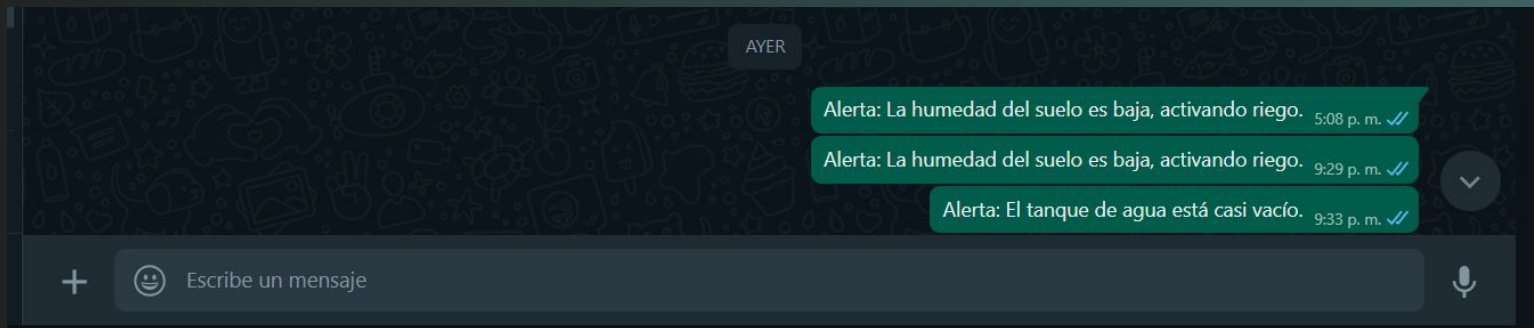 AYER
Alerta: La humedad del suelo es baja, activando riego. 5:08 p. m.
Alerta: La humedad del suelo es baja, activando riego. 9:29 p. m.
Alerta: El tanque de agua está casi vacío. 9:33 p. m.
Escribe un mensaje